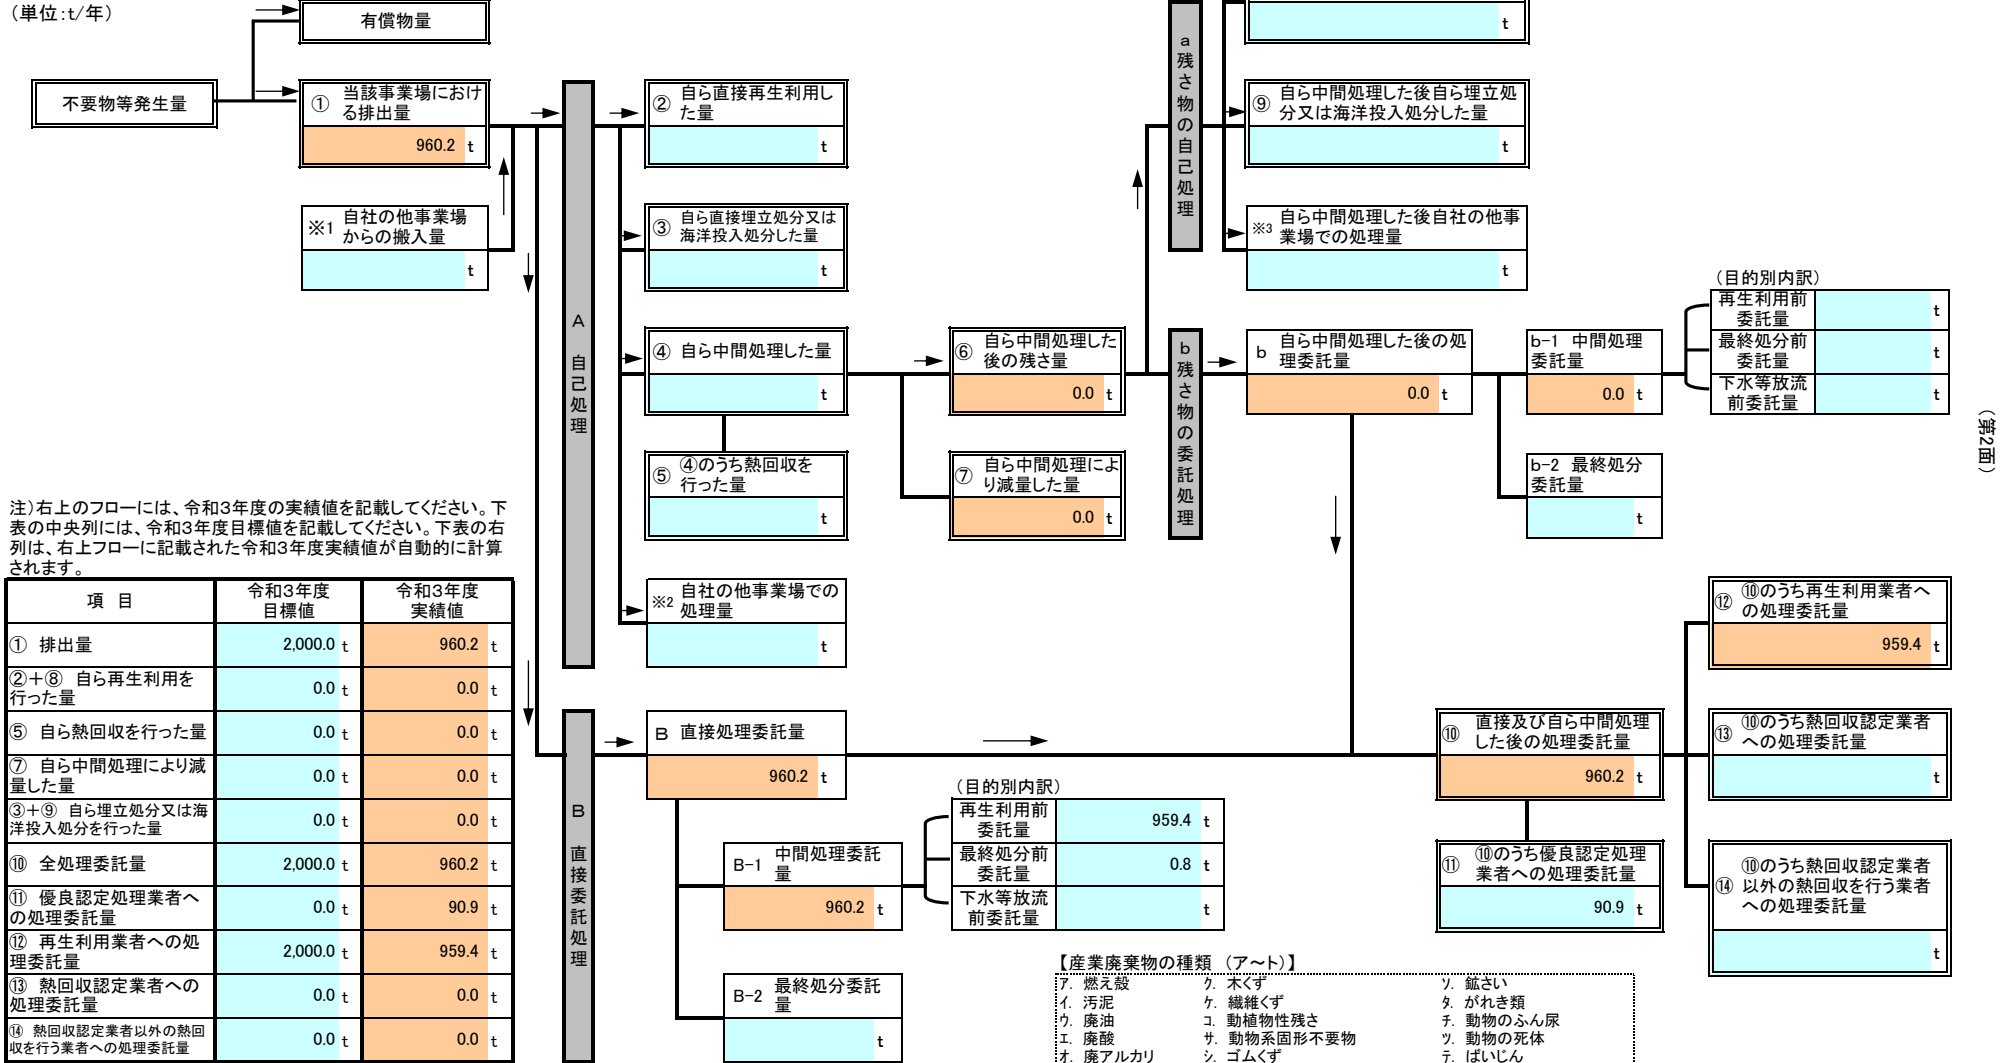 （単位：t/年）
有償物量
不要物等発生量
① 当該事業場におけ
る排出量
960.2 t
※1 自社の他事業場
からの搬入量
t
A 自己処理
② 自ら直接再生利用し
た量
t
③ 自ら直接埋立処分又は
海洋投入処分した量
t
④ 自ら中間処理した量
t
⑤ ④のうち熱回収を
行った量
t
※2 自社の他事業場での
処理量
t
⑥ 自ら中間処理した
後の残さ量
0.0 t
⑦ 自ら中間処理によ
り減量した量
0.0 t
a 残さ物の自己処理
t
⑨ 自ら中間処理した後自ら埋立処
分又は海洋投入処分した量
t
※3 自ら中間処理した後自社の他事
業場での処理量
t
b 残さ物の委託処理
b 自ら中間処理した後の処
理委託量
0.0 t
b-1 中間処理
委託量
0.0 t
b-2 最終処分
委託量
t
（目的別内訳）
再生利用前
委託量 t
最終処分前
委託量 t
下水等放流
前委託量 t
（第2面）
注）右上のフローには、令和3年度の実績値を記載してください。下
表の中央列には、令和3年度目標値を記載してください。下表の右
列は、右上フローに記載された令和3年度実績値が自動的に計算
されます。
項 目 令和3年度 目標値 令和3年度 実績値
① 排出量 2,000.0 t 960.2 t
②＋⑧ 自ら再生利用を
行った量 0.0 t 0.0 t
⑤ 自ら熱回収を行った量 0.0 t 0.0 t
⑦ 自ら中間処理により減
量した量 0.0 t 0.0 t
③＋⑨ 自ら埋立処分又は海
洋投入処分を行った量 0.0 t 0.0 t
⑩ 全処理委託量 2,000.0 t 960.2 t
⑪ 優良認定処理業者へ
の処理委託量 0.0 t 90.9 t
⑫ 再生利用業者への処
理委託量 2,000.0 t 959.4 t
⑬ 熱回収認定業者への
処理委託量 0.0 t 0.0 t
⑭ 熱回収認定業者以外の熱回
収を行う業者への処理委託量 0.0 t 0.0 t
B 直接委託処理
B 直接処理委託量
960.2 t
B-1 中間処理委託
量
960.2 t
B-2 最終処分委託
量
t
（目的別内訳）
再生利用前
委託量 959.4 t
最終処分前
委託量 0.8 t
下水等放流
前委託量 t
⑩ 直接及び自ら中間処理
した後の処理委託量
960.2 t
⑪ ⑩のうち優良認定処理
業者への処理委託量
90.9 t
⑫ ⑩のうち再生利用業者へ
の処理委託量
959.4 t
⑬ ⑩のうち熱回収認定業者
への処理委託量
t
⑭ ⑩のうち熱回収認定業者
以外の熱回収を行う業者
への処理委託量
t
【産業廃棄物の種類 （ア～ト）】
ア. 燃え殻 ク. 木くず ソ. 鉱さい
イ. 汚泥 ケ. 繊維くず タ. がれき類
ウ. 廃油 コ. 動植物性残さ チ. 動物のふん尿
エ. 廃酸 サ. 動物系固形不要物 ツ. 動物の死体
オ. 廃アルカリ シ. ゴムくず テ. ばいじん